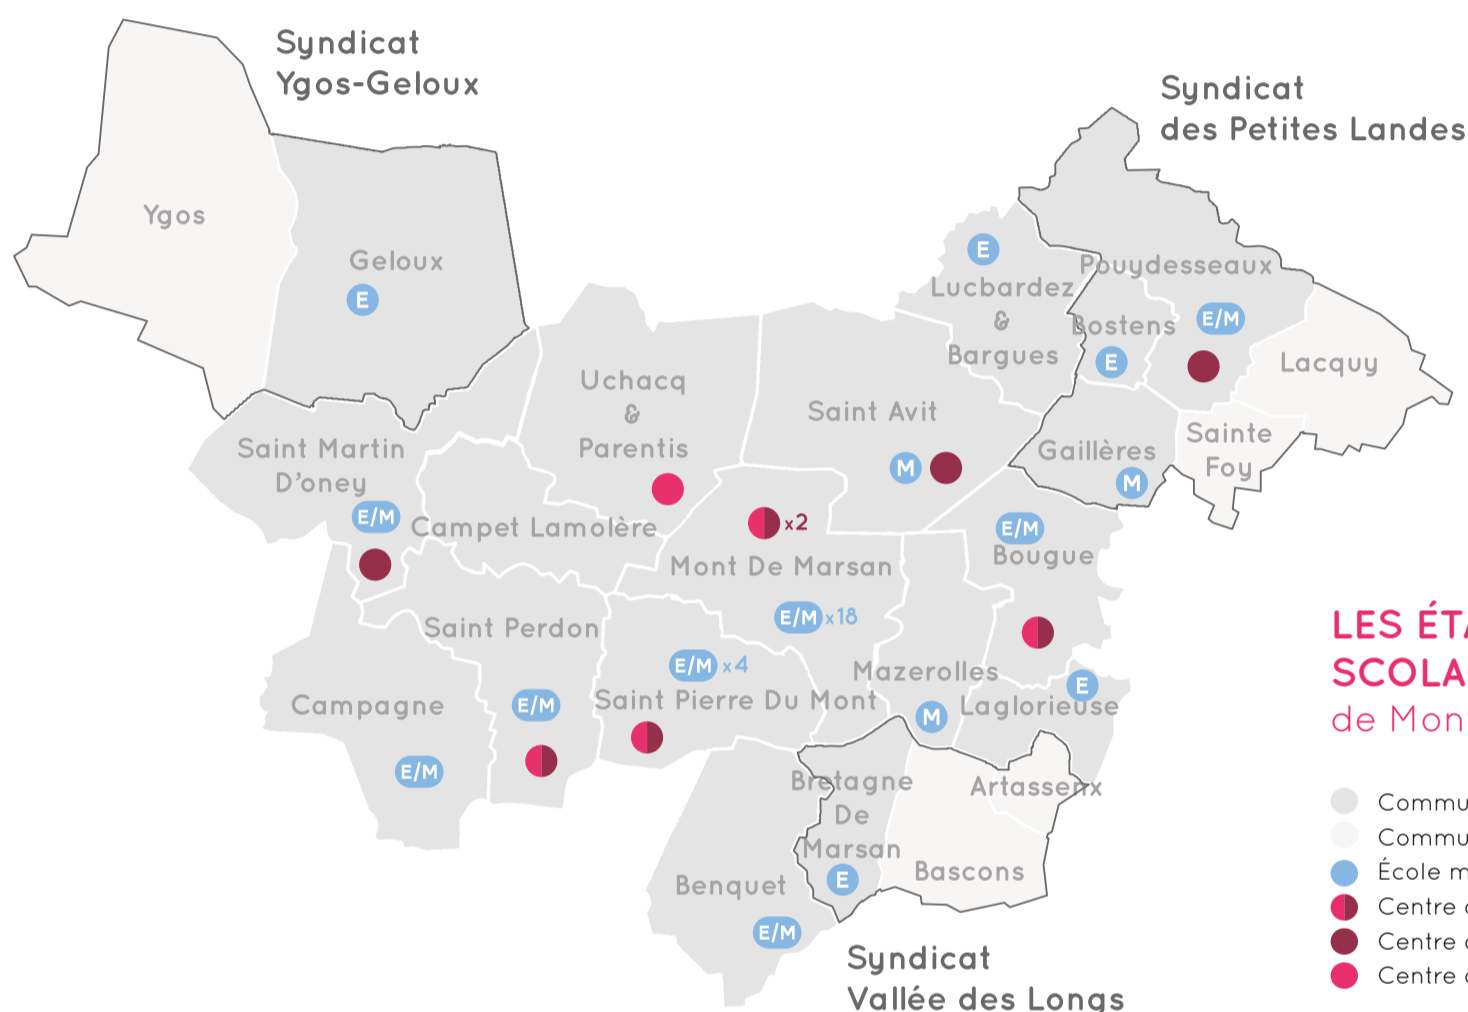 Syndicat
Ygos-Geloux
Syndicat
des Petites Landes
Ygos
Geloux
E
E
Lucbardez
&
Bargues
Pouydesseaux
E/M
Bostens
E
Lacquy
Uchacq
&
Parentis
Saint Avit
M
Gaillères
M
Sainte
Foy
Saint Martin
D'oney
E/M
Campet Lamolère
x2
Mont De Marsan
E/M x18
E/M
Bougue
Saint Perdon
E/M
E/M x4
Saint Pierre Du Mont
Mazerolles
M
E
Laglorieuse
Campagne
E/M
Bretagne
De
Marsan
E
Artassenx
Bascons
Benquet
E/M
Syndicat
Vallée des Longs
LES ÉTA
SCOLA
de Mon
Commu
Commu
École m
Centre
Centre
Centre